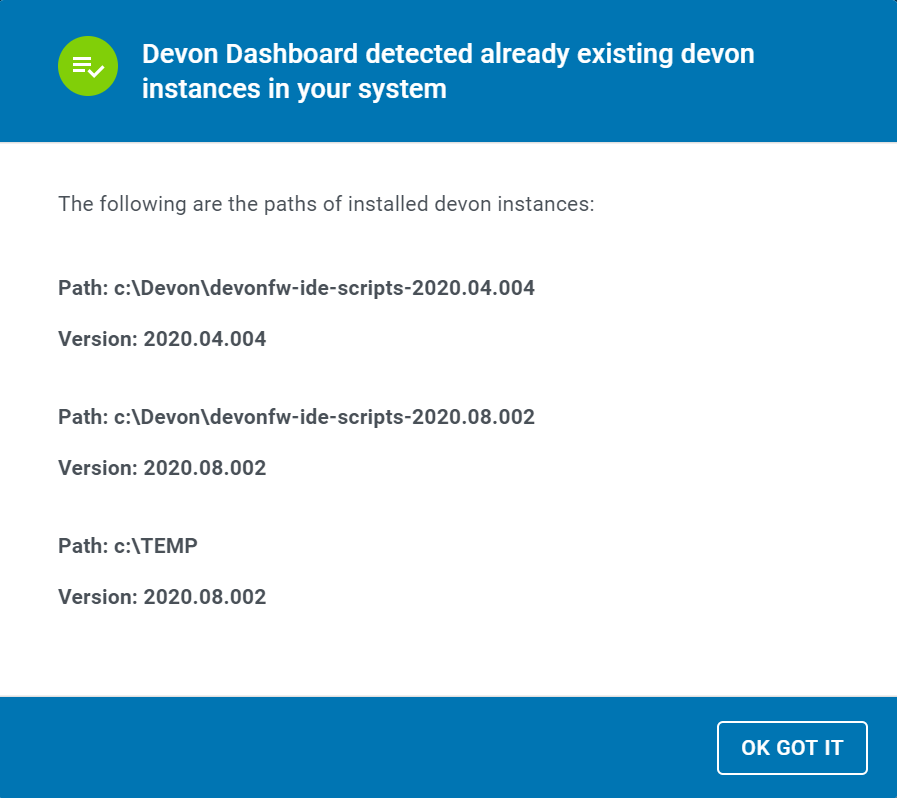 Devon Dashboard detected already existing devon
instances in your system
The following are the paths of installed devon instances:
Path: c:\Devon\devonfw-ide-scripts-2020.04.004
Version: 2020.04.004
Path: c:\Devon\devonfw-ide-scripts-2020.08.002
Version: 2020.08.002
Path: c:\TEMP
Version: 2020.08.002
OK GOT IT